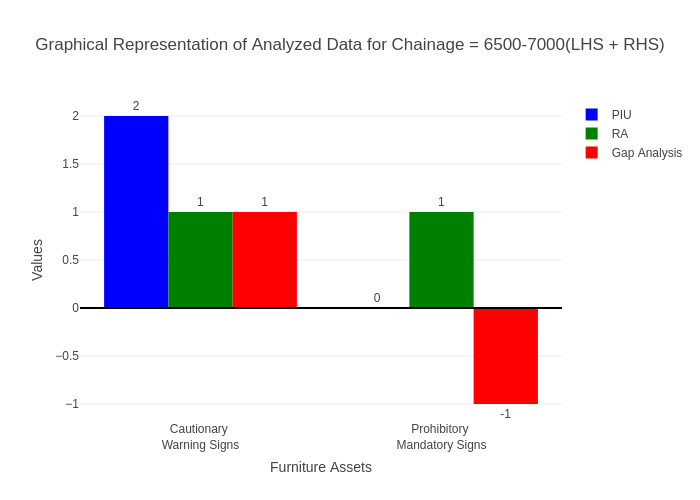 Graphical Representation of Analyzed Data for Chainage = 6500-7000(LHS + RHS)
PIU
RA
Gap Analysis
2
1
1
0
1
-1
2
1.5
1
0.5
0
−0.5
−1
Values
Cautionary
Warning Signs
Prohibitory
Mandatory Signs
Furniture Assets